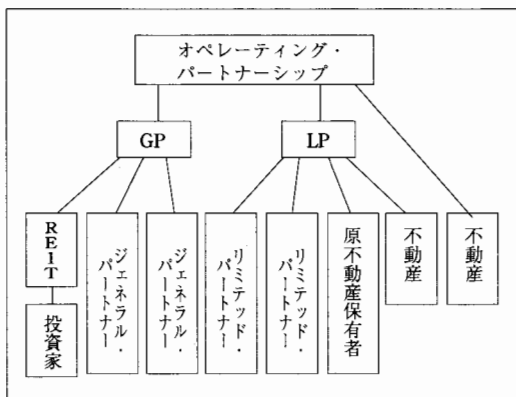 オペレーティング・
パートナーシップ
GP
LP
REIT
投資家
ジェネラル・
パートナー
ジェネラル・
パートナー
リミテッド・
パートナー
リミテッド・
パートナー
原不動産保有者
不動産
不動産